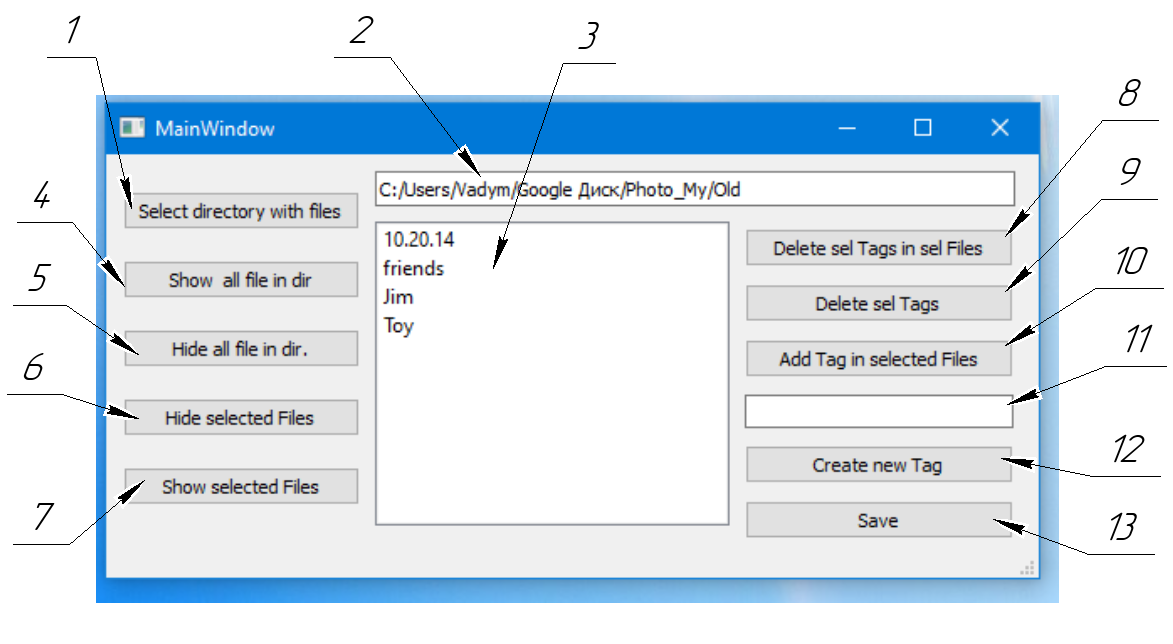 1
2
3
8
MainWindow
9
4
Select directory with files
C:/Users/Vadym/Google Диск/Photo_My/Old
10.20.14
friends
Jim
Toy
Delete sel Tags in sel Files
5
Show  all file in dir
10
Delete sel Tags
6
Hide all file in dir.
11
Add Tag in selected Files
7
Hide selected Files
12
Create new Tag
Show selected Files
13
Save